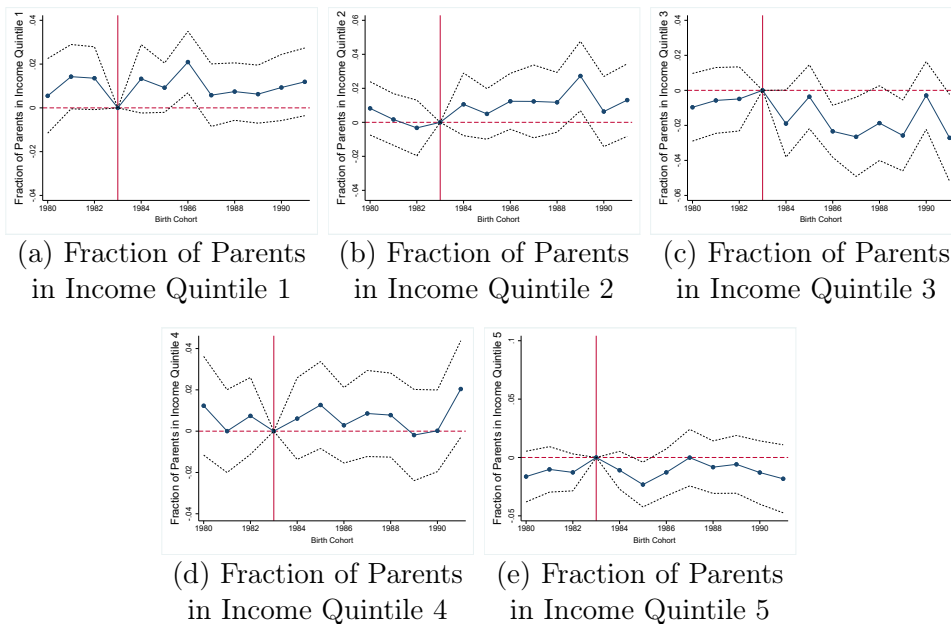 Fraction of Parents in Income Quintile 1
.04
.02
0
-.02
-.04
1980
1982
1984
1986
1988
1990
Birth Cohort
(a) Fraction of Parents
in Income Quintile 1
Fraction of Parents in Income Quintile 2
.06
.04
.02
0
-.02
-.04
1980
1982
1984
1986
1988
1990
Birth Cohort
(b) Fraction of Parents
in Income Quintile 2
Fraction of Parents in Income Quintile 3
.04
.02
0
-.02
-.04
-.06
1980
1982
1984
1986
1988
1990
Birth Cohort
(c) Fraction of Parents
in Income Quintile 3
Fraction of Parents in Income Quintile 4
.04
.02
0
-.02
-.04
1980
1982
1984
1986
1988
1990
Birth Cohort
(d) Fraction of Parents
in Income Quintile 4
Fraction of Parents in Income Quintile 5
.1
.05
0
-.05
1980
1982
1984
1986
1988
1990
Birth Cohort
(e) Fraction of Parents
in Income Quintile 5